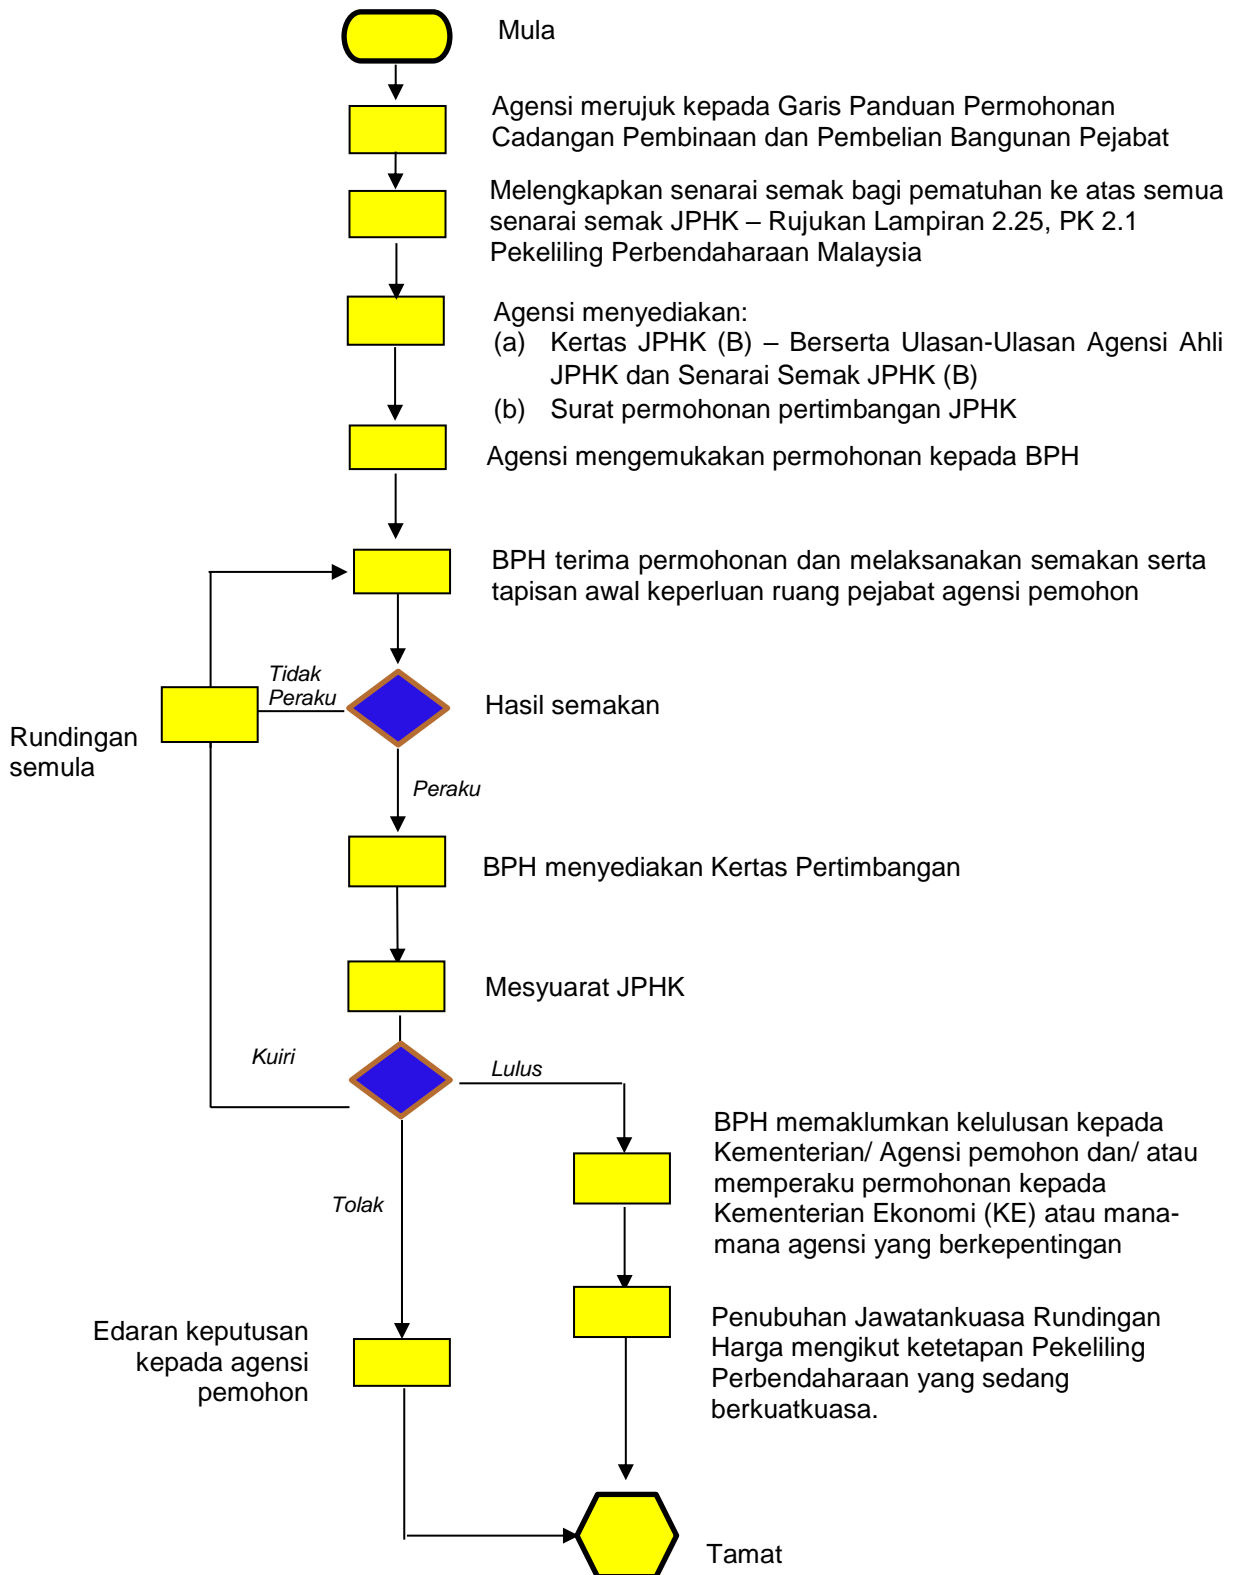 Mula
Agensi merujuk kepada Garis Panduan Permohonan
Cadangan Pembinaan dan Pembelian Bangunan Pejabat
Melengkapkan senarai semak bagi pematuhan ke atas semua
senarai semak JPHK – Rujukan Lampiran 2.25, PK 2.1
Pekeliling Perbendaharaan Malaysia
Agensi menyediakan:
(a) Kertas JPHK (B) – Berserta Ulasan-Ulasan Agensi Ahli
JPHK dan Senarai Semak JPHK (B)
(b) Surat permohonan pertimbangan JPHK
Agensi mengemukakan permohonan kepada BPH
BPH terima permohonan dan melaksanakan semakan serta
tapisan awal keperluan ruang pejabat agensi pemohon
Tidak
Peraku
Hasil semakan
Rundingan
semula
Peraku
BPH menyediakan Kertas Pertimbangan
Mesyuarat JPHK
Kuiri
Lulus
BPH memaklumkan kelulusan kepada
Kementerian/ Agensi pemohon dan/ atau
memperaku permohonan kepada
Kementerian Ekonomi (KE) atau mana-
mana agensi yang berkepentingan
Tolak
Penubuhan Jawatankuasa Rundingan
Harga mengikut ketetapan Pekeliling
Perbendaharaan yang sedang
berkuatkuasa.
Edaran keputusan
kepada agensi
pemohon
Tamat